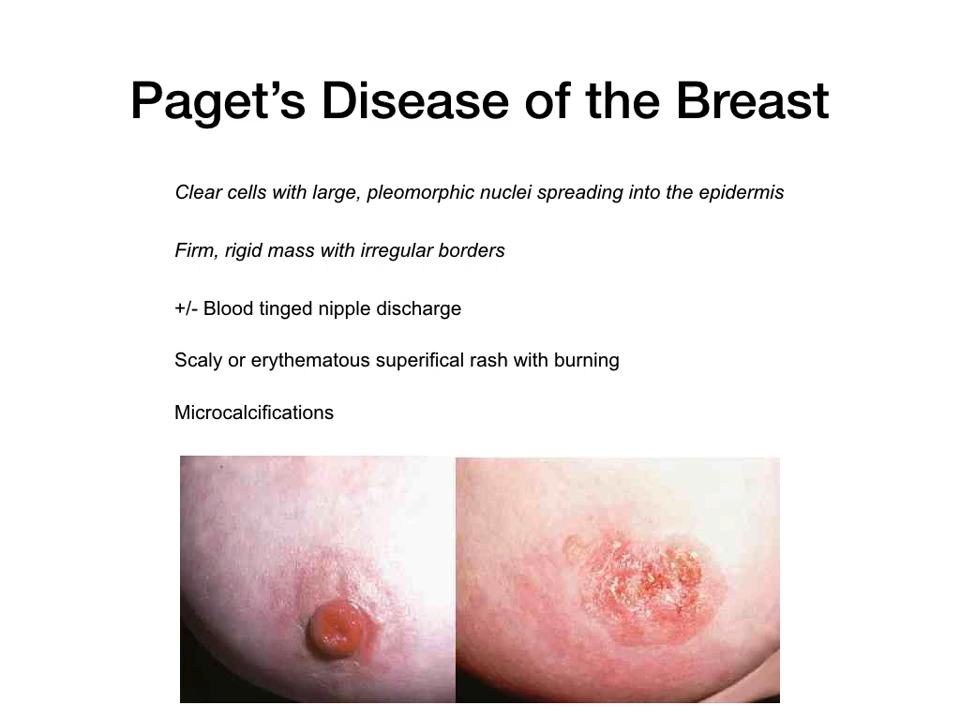 Paget’s Disease of the Breast
Clear cells with large, pleomorphic nuclei spreading into the epidermis
Firm, rigid mass with irregular borders
+/- Blood tinged nipple discharge
Scaly or erythematous superifical rash with burning
Microcalcifications